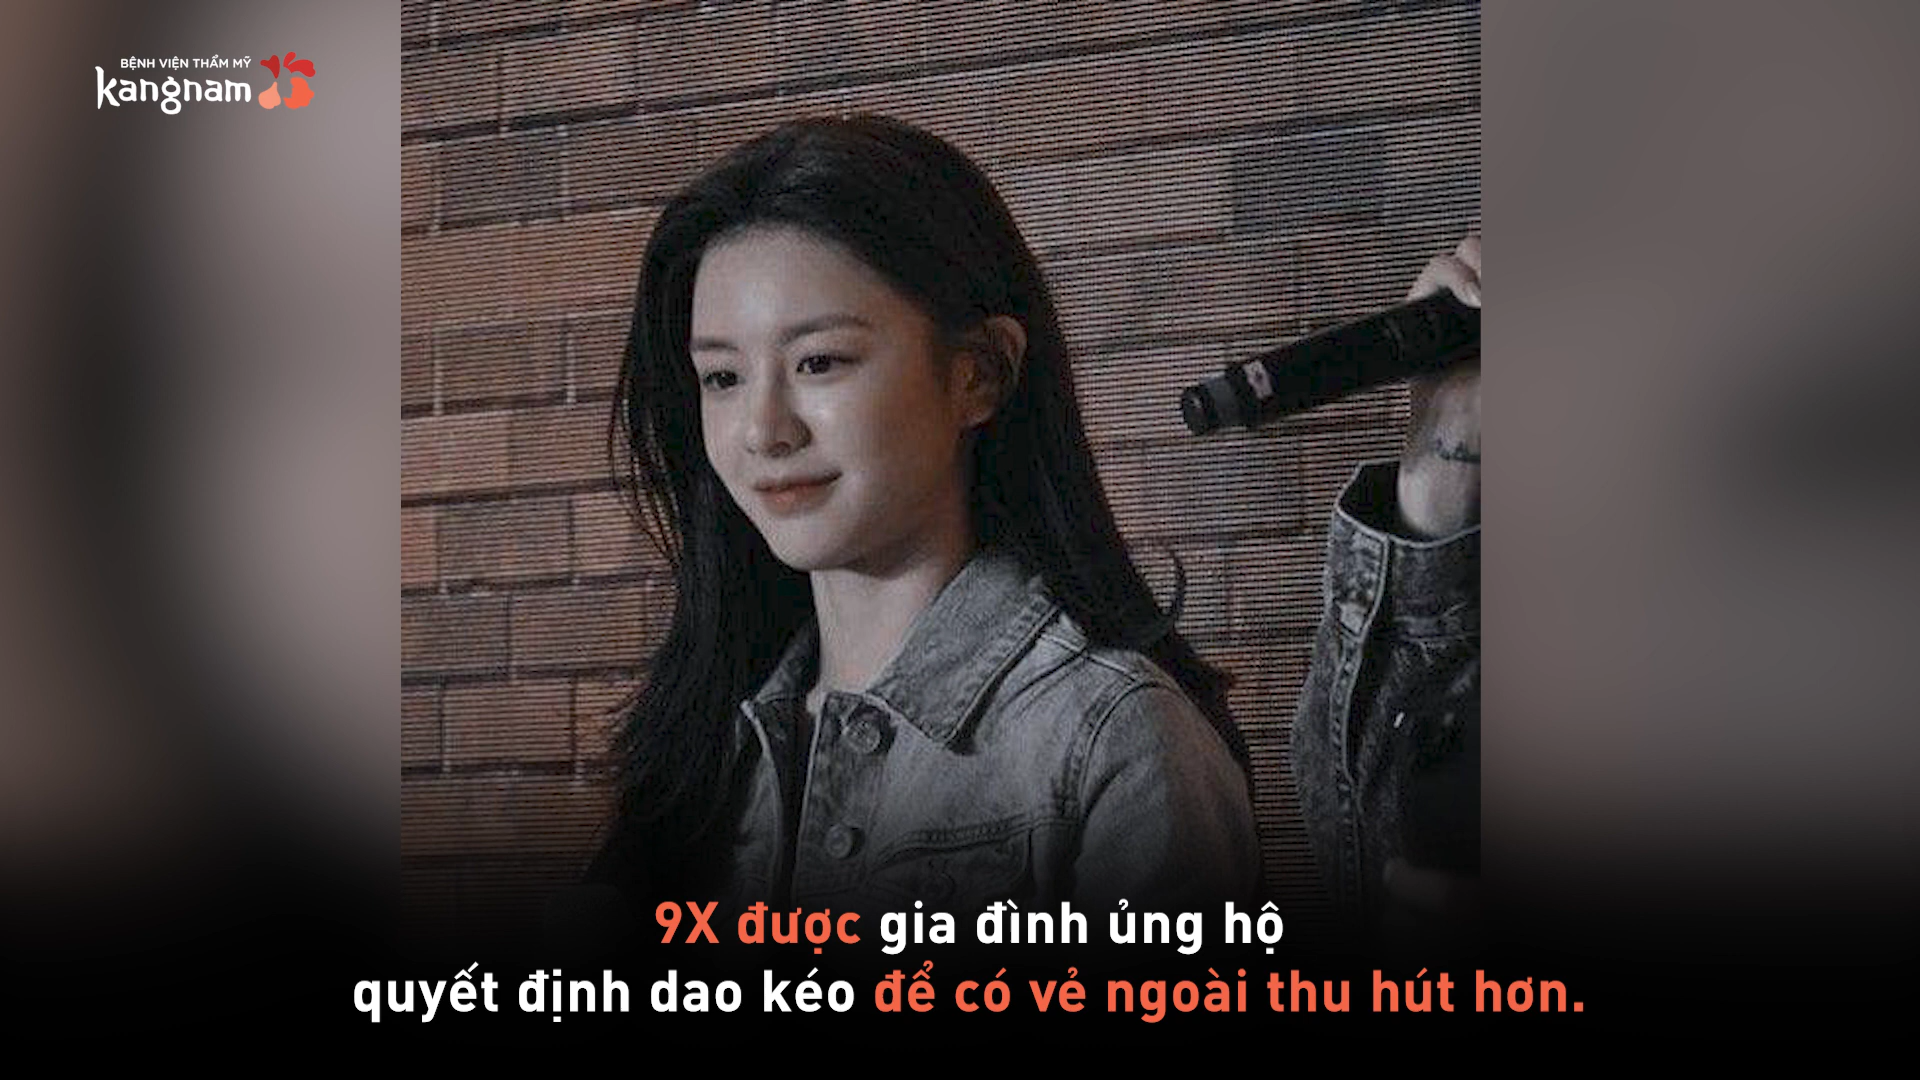 BỆNH VIỆN THẨM MỸ
kangnam
9X được gia đình ủng hộ
quyết định dao kéo để có vẻ ngoài thu hút hơn.